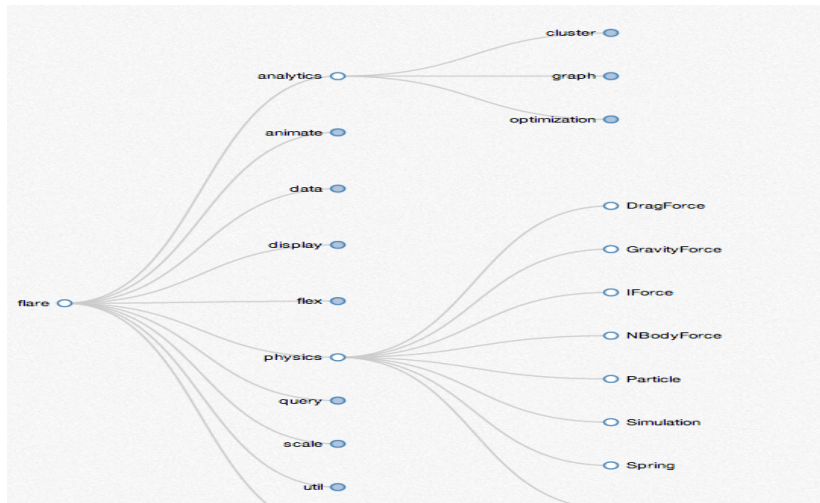 cluster
analytics
graph
optimization
animate
data
DragForce
display
GravityForce
IForce
flare
flex
NBodyForce
physics
Particle
query
Simulation
scale
Spring
util